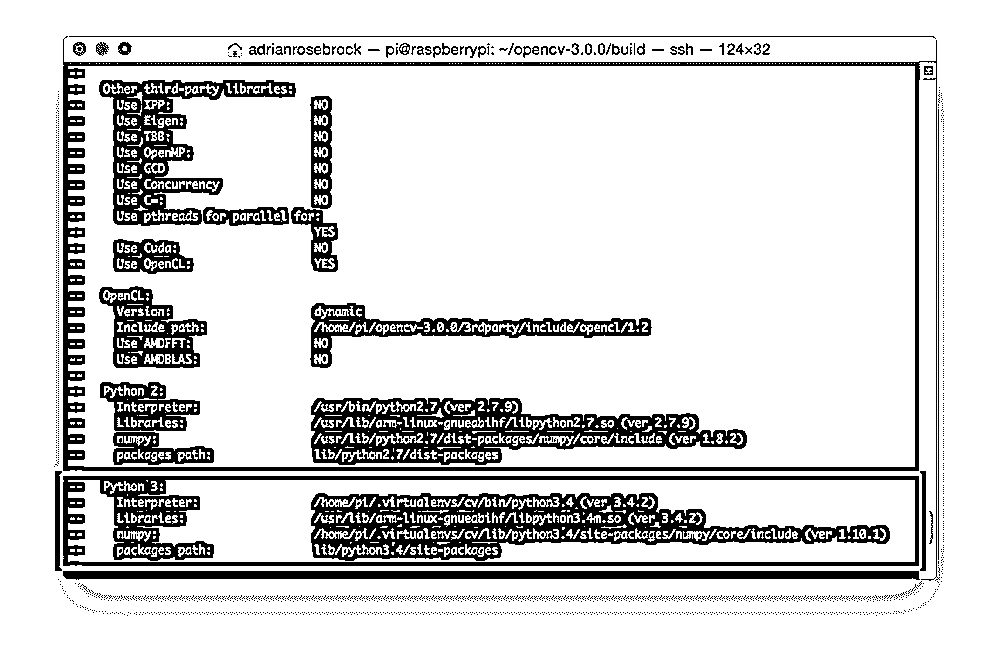 adrianrosebrock — pi@raspberrypi: ~/opencv-3.0.0/build — ssh — 124×32
-- Other third-party libraries:
-- Use IPP: NO
-- Use Eigen: NO
-- Use TBB: NO
-- Use OpenMP: NO
-- Use GCD NO
-- Use Concurrency NO
-- Use C=: NO
-- Use pthreads for parallel for:
-- YES
-- Use Cuda: NO
-- Use OpenCL: YES
--
-- OpenCL:
-- Version: dynamic
-- Include path: /home/pi/opencv-3.0.0/3rdparty/include/opencl/1.2
-- Use AMDFFT: NO
-- Use AMDBLAS: NO
--
-- Python 2:
-- Interpreter: /usr/bin/python2.7 (ver 2.7.9)
-- Libraries: /usr/lib/arm-linux-gnueabihf/libpython2.7.so (ver 2.7.9)
-- numpy: /usr/lib/python2.7/dist-packages/numpy/core/include (ver 1.8.2)
-- packages path: lib/python2.7/dist-packages
--
-- Python 3:
-- Interpreter: /home/pi/.virtualenvs/cv/bin/python3.4 (ver 3.4.2)
-- Libraries: /usr/lib/arm-linux-gnueabihf/libpython3.4m.so (ver 3.4.2)
-- numpy: /home/pi/.virtualenvs/cv/lib/python3.4/site-packages/numpy/core/include (ver 1.10.1)
-- packages path: lib/python3.4/site-packages